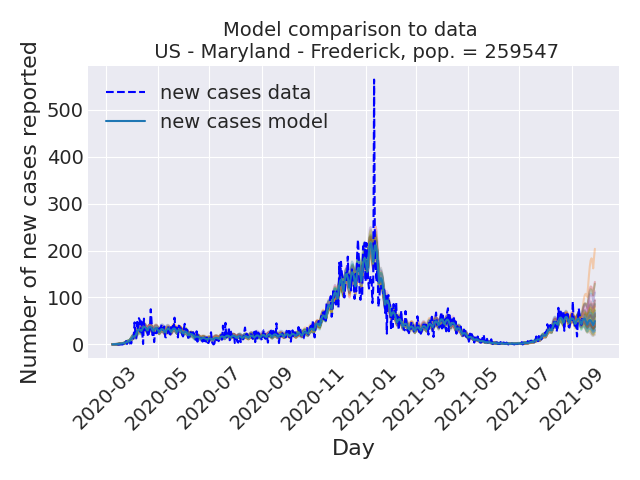 Model comparison to data
US - Maryland - Frederick, pop. = 259547
Number of new cases reported
new cases data
new cases model
500
400
300
200
100
0
2020-03
2020-05
2020-07
2020-09
2020-11
2021-01
2021-03
2021-05
2021-07
2021-09
Day